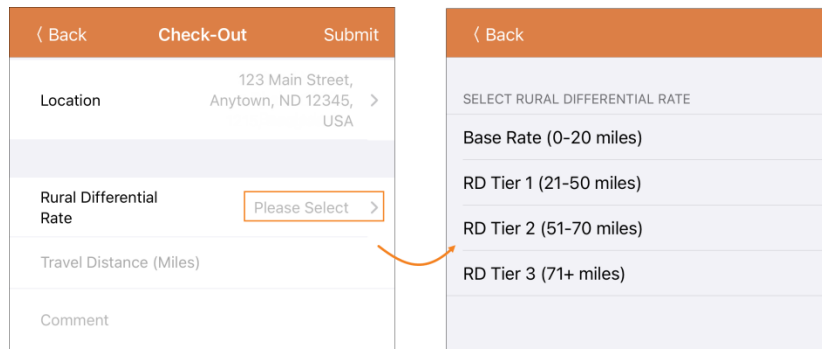 〈 Back Check-Out Submit
Location
123 Main Street,
Anytown, ND 12345,
USA
Rural Differential
Rate
Please Select
Travel Distance (Miles)
Comment
〈 Back
SELECT RURAL DIFFERENTIAL RATE
Base Rate (0-20 miles)
RD Tier 1 (21-50 miles)
RD Tier 2 (51-70 miles)
RD Tier 3 (71+ miles)